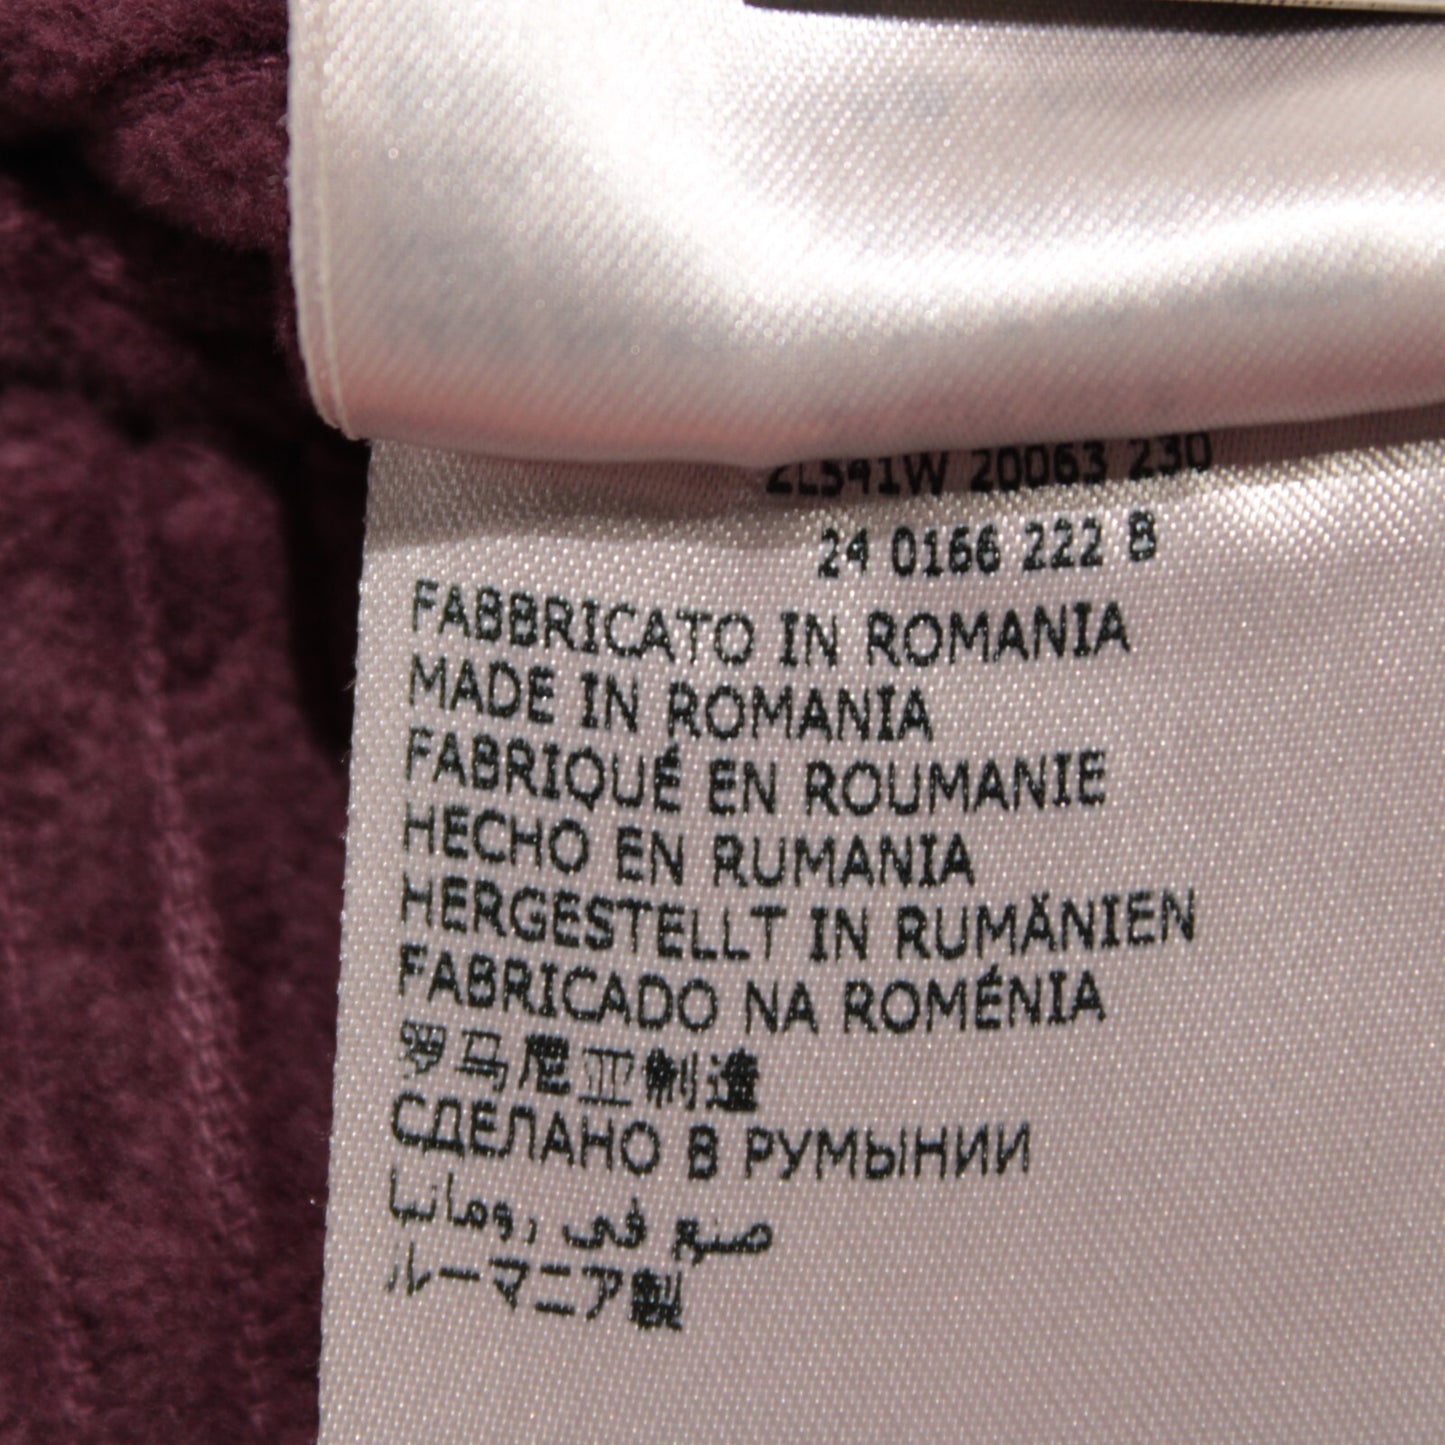 2L541W 20063 230
24 0166 222 B
FABBRICATO IN ROMANIA
MADE IN ROMANIA
FABRIQUÉ EN ROUMANIE
HECHO EN RUMANIA
HERGESTELLT IN RUMÄNIEN
FABRICADO NA ROMÉNIA
罗马尼亚制造
СДЕЛАНО В РУМЫНИИ
صنع في رومانيا
ルーマニア製